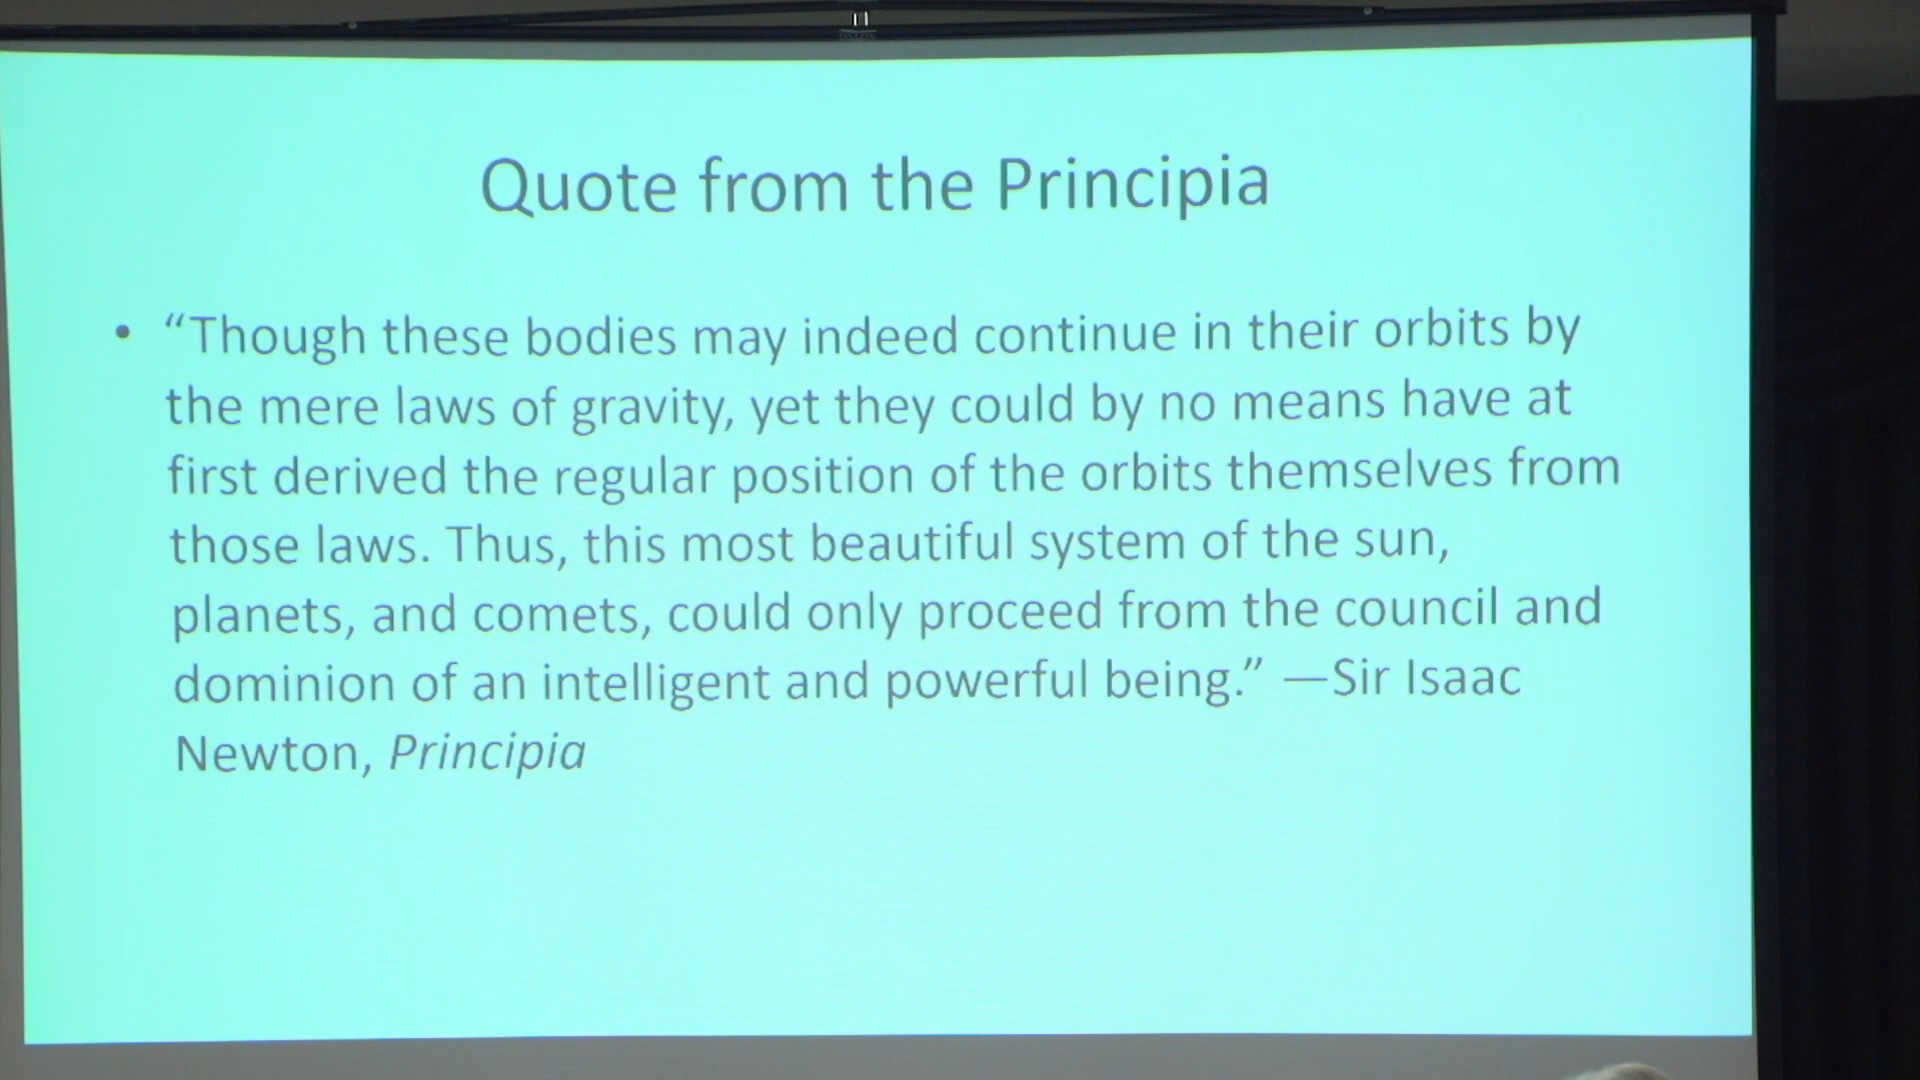 Quote from the Principia
• “Though these bodies may indeed continue in their orbits by
the mere laws of gravity, yet they could by no means have at
first derived the regular position of the orbits themselves from
those laws. Thus, this most beautiful system of the sun,
planets, and comets, could only proceed from the council and
dominion of an intelligent and powerful being.” —Sir Isaac
Newton, Principia